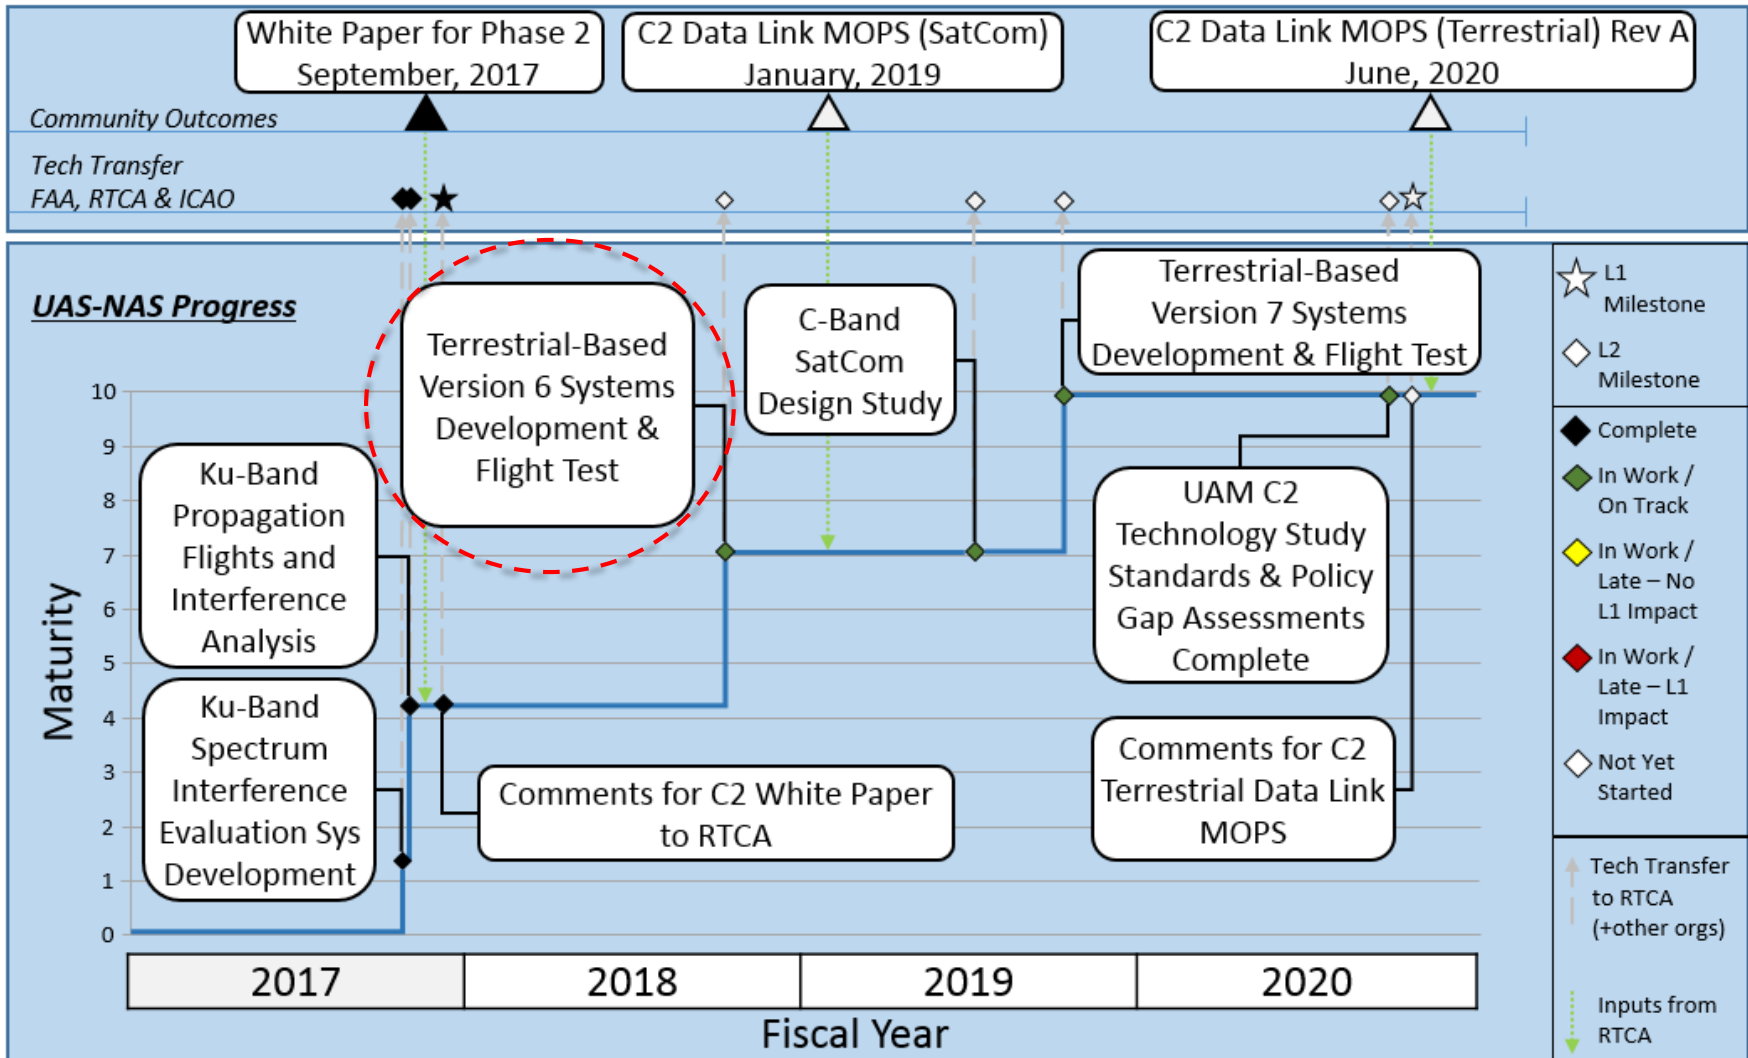 White Paper for Phase 2
September, 2017
C2 Data Link MOPS (SatCom)
January, 2019
C2 Data Link MOPS (Terrestrial) Rev A
June, 2020
Community Outcomes
Tech Transfer
FAA, RTCA & ICAO
UAS-NAS Progress
Terrestrial-Based
Version 6 Systems
Development &
Flight Test
C-Band
SatCom
Design Study
Terrestrial-Based
Version 7 Systems
Development & Flight Test
Ku-Band
Propagation
Flights and
Interference
Analysis
Ku-Band
Spectrum
Interference
Evaluation Sys
Development
Comments for C2 White Paper
to RTCA
UAM C2
Technology Study
Standards & Policy
Gap Assessments
Complete
Comments for C2
Terrestrial Data Link
MOPS
Maturity
10
9
8
7
6
5
4
3
2
1
0
2017
2018
2019
2020
Fiscal Year
L1
Milestone
L2
Milestone
Complete
In Work /
On Track
In Work /
Late – No
L1 Impact
In Work /
Late – L1
Impact
Not Yet
Started
Tech Transfer
to RTCA
(+other orgs)
Inputs from
RTCA